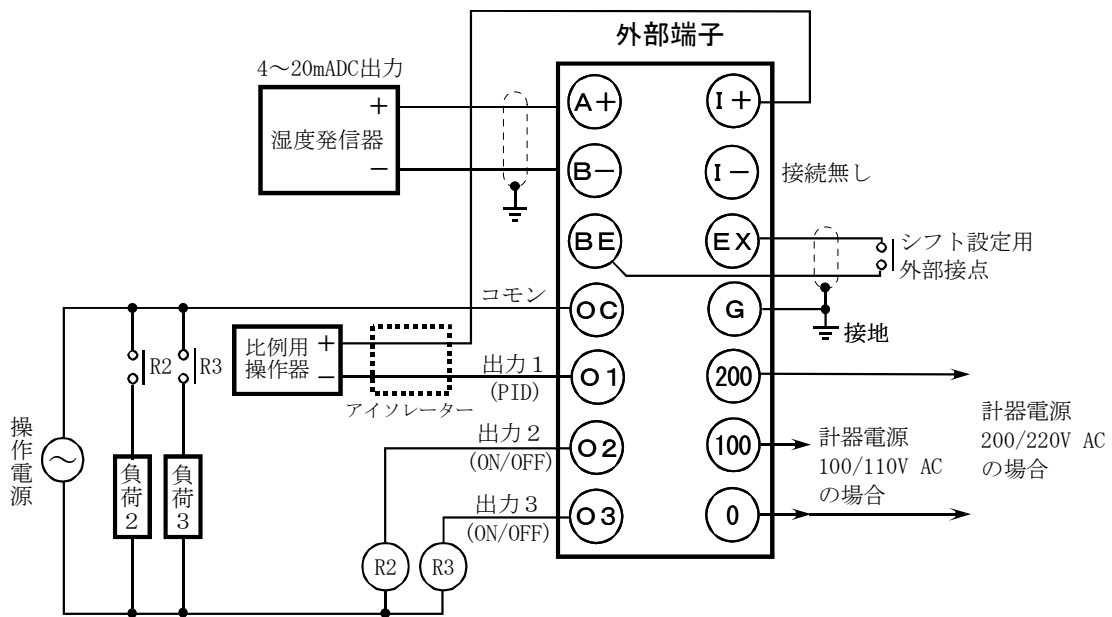 外部端子
4～20mADC出力
湿度発信器
+
−
A+
B−
BE
OC
O1
O2
O3
I+
I−
EX
G
200
100
0
接続無し
シフト設定用
外部接点
接地
コモン
比例用
操作器
+
−
アイソレーター
出力1
(PID)
出力2
(ON/OFF)
出力3
(ON/OFF)
R2
R3
操作電源
負荷2
負荷3
R2
R3
計器電源
100/110V AC
の場合
計器電源
200/220V AC
の場合